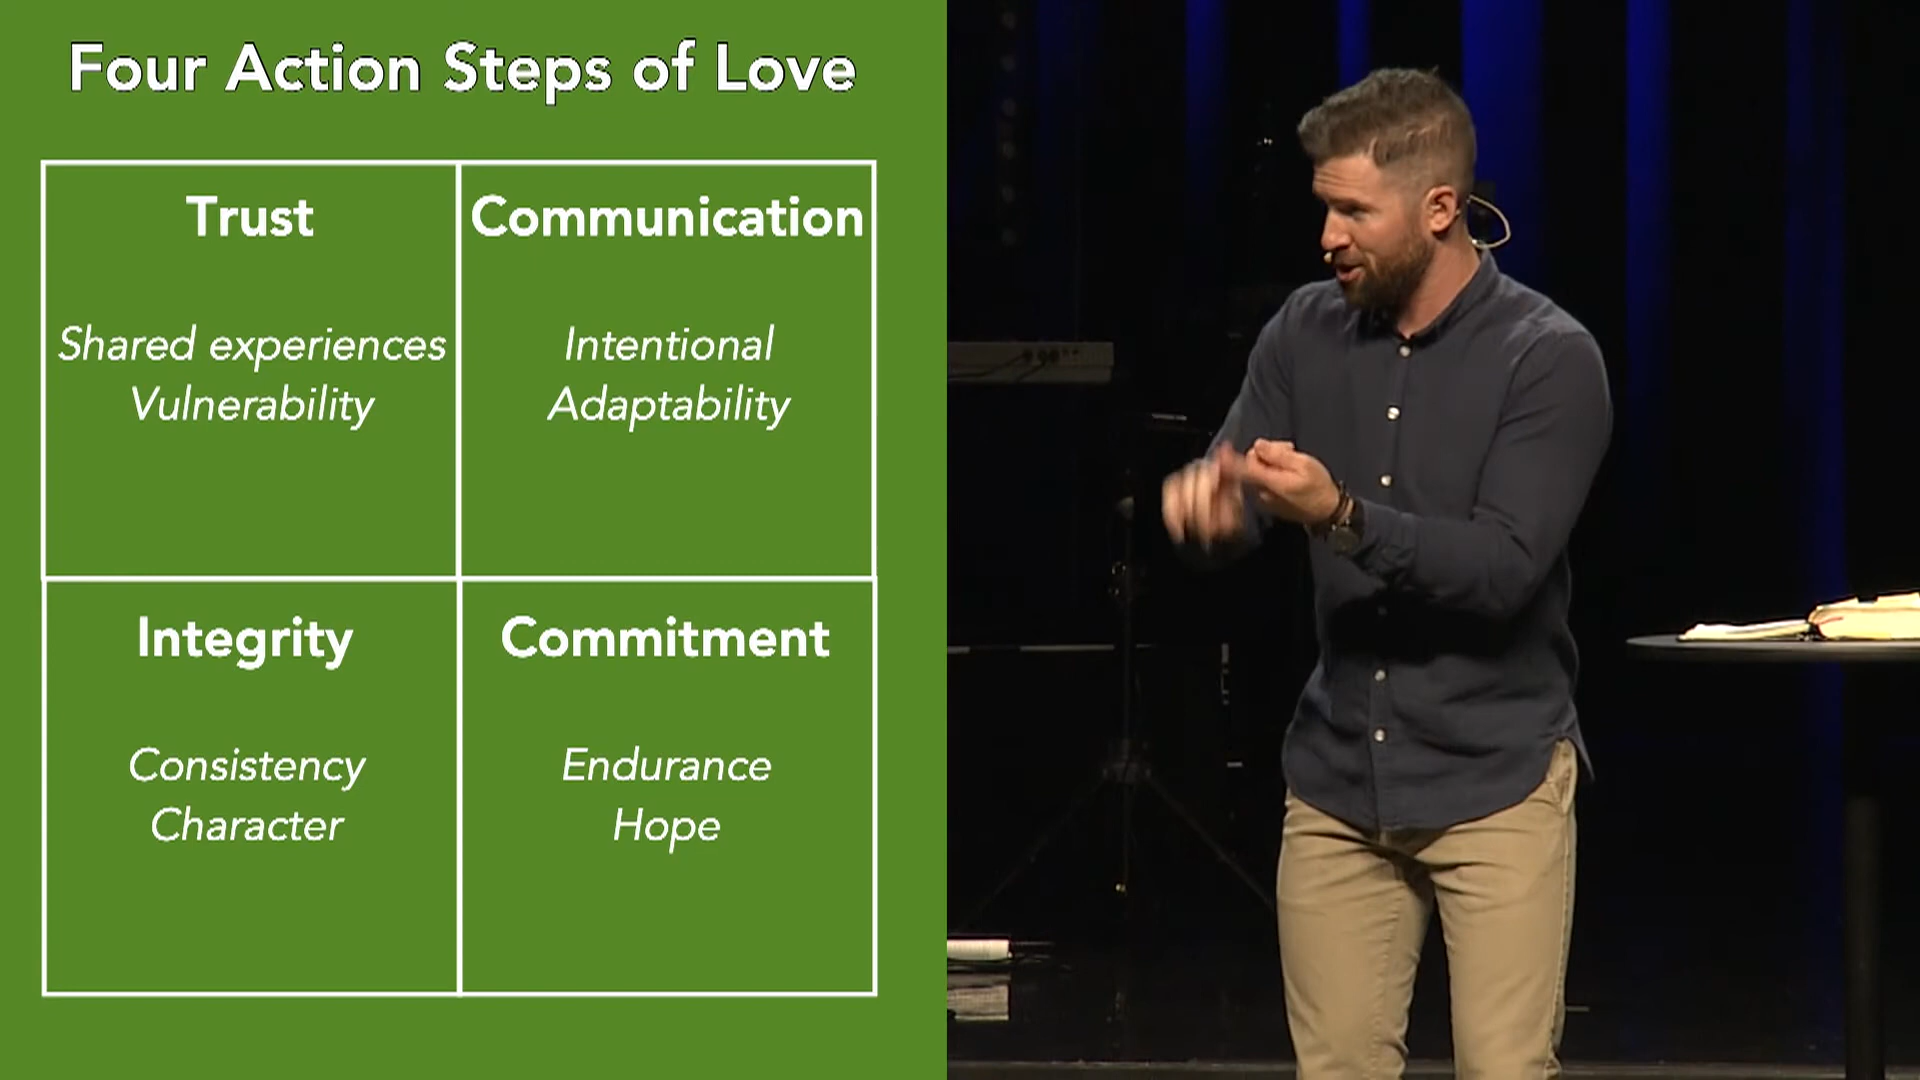 Four Action Steps of Love
Trust
Shared experiences
Vulnerability
Communication
Intentional
Adaptability
Integrity
Consistency
Character
Commitment
Endurance
Hope